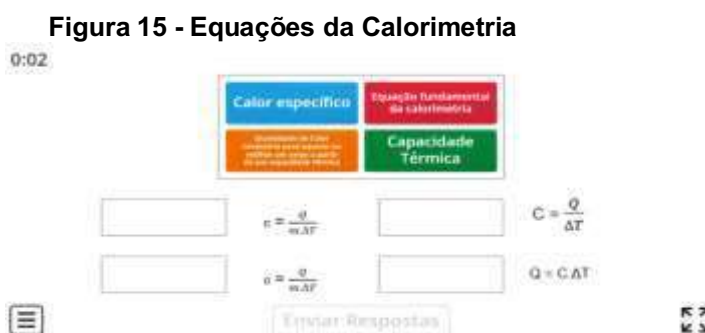 Figura 15 - Equações da Calorimetria
0:02
Calor específico
Equação fundamental
da calorimetria
Capacidade
Térmica
c = Q / m.ΔT
C = Q / ΔT
c = Q / m.ΔT
Q = C.ΔT
Enviar Respostas